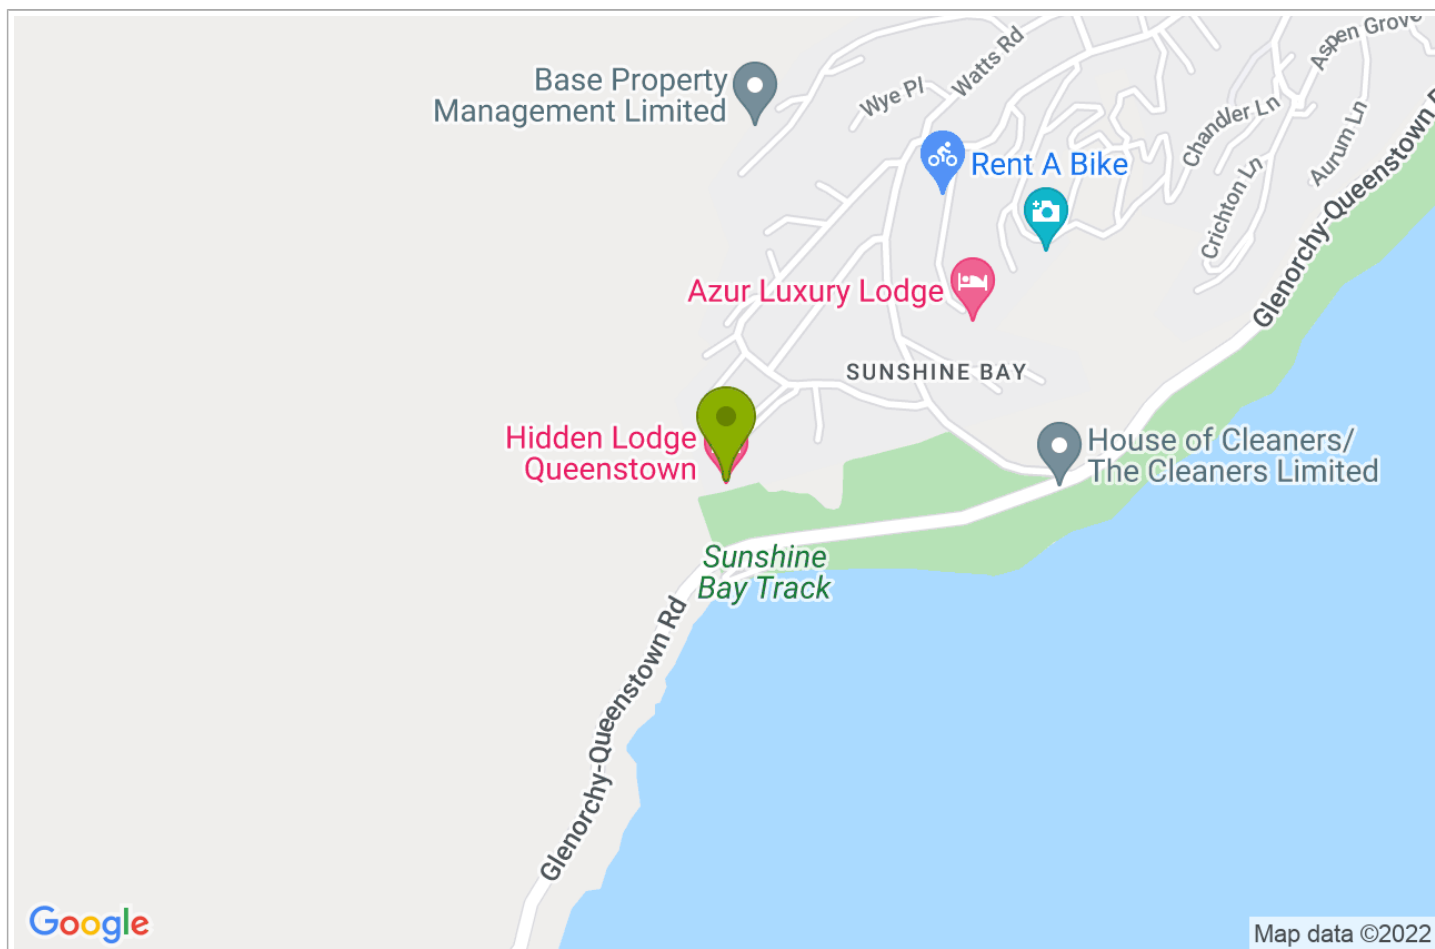 Base Property
Management Limited
Wye Pl
Watts Rd
Aspen Grove
Chandler Ln
Aurum Ln
Crichton Ln
Rent A Bike
Azur Luxury Lodge
Glenorchy-Queenstown R
SUNSHINE BAY
Hidden Lodge
Queenstown
House of Cleaners/
The Cleaners Limited
Sunshine
Bay Track
Glenorchy-Queenstown Rd
Google
Map data ©2022